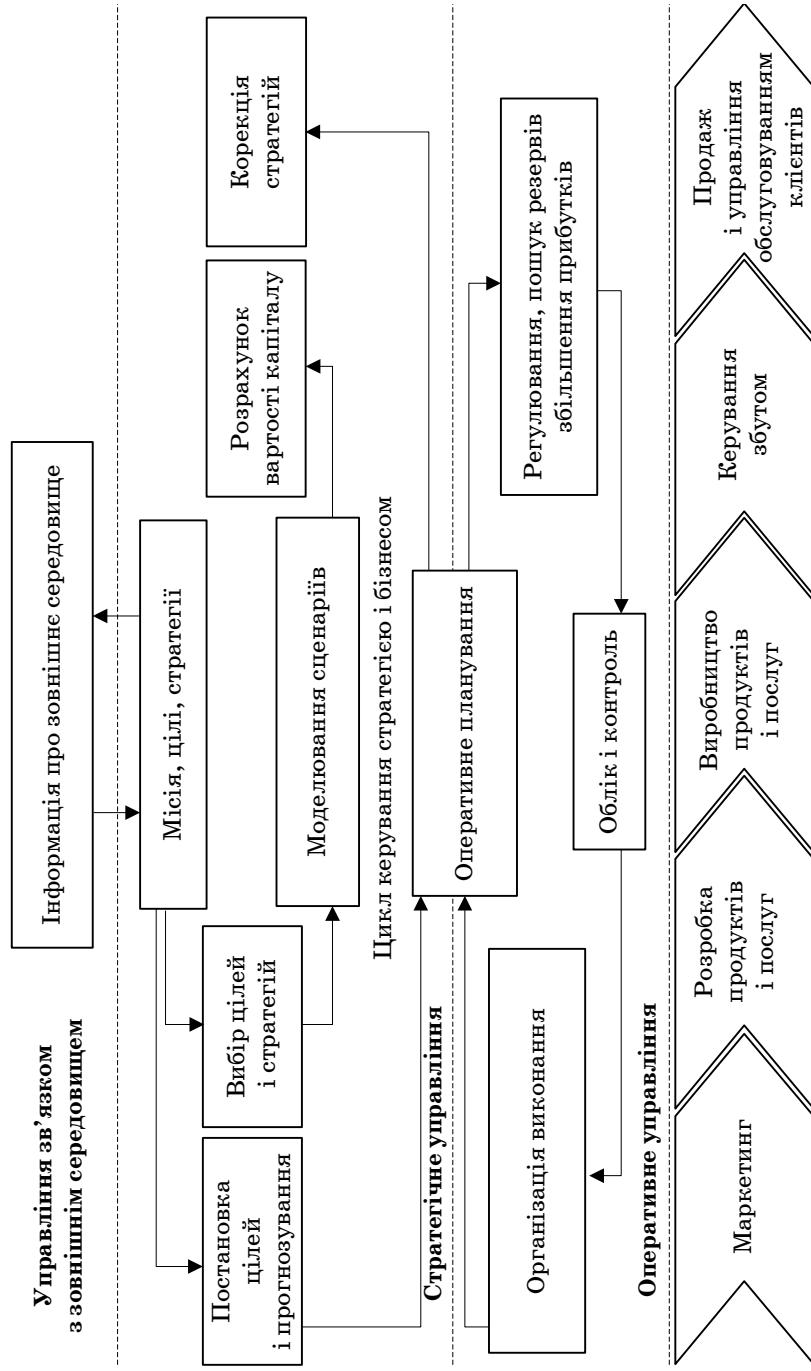 Управління зв’язком
з зовнішнім середовищем
Інформація про зовнішнє середовище
Місія, цілі, стратегії
Постановка
цілей
і прогнозування
Вибір цілей
і стратегій
Моделювання сценаріїв
Розрахунок
вартості капіталу
Корекція
стратегій
Цикл керування стратегією і бізнесом
Стратегічне управління
Оперативне планування
Організація виконання
Облік і контроль
Регулювання, пошук резервів
збільшення прибутків
Оперативне управління
Маркетинг
Розробка
продуктів
і послуг
Виробництво
продуктів
і послуг
Керування
збутом
Продаж
і управління
обслуговуванням
клієнтів